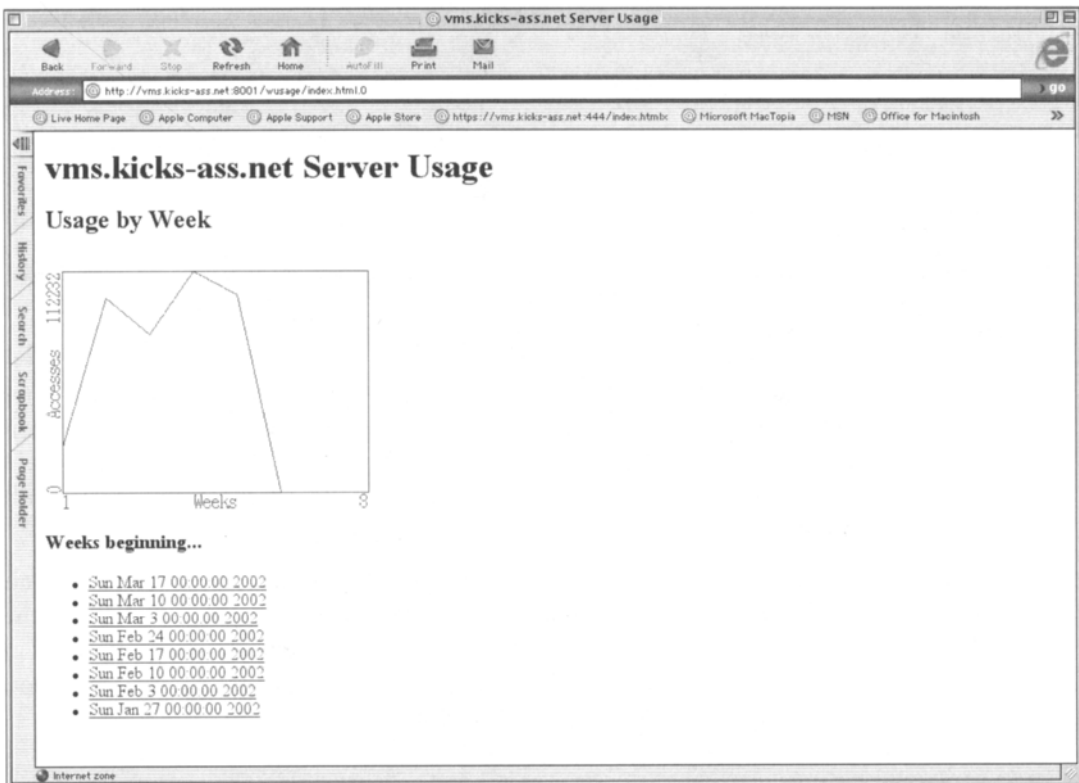 vms.kicks-ass.net Server Usage
Back Forward Stop Refresh Home AutoFill Print Mail
Address: http://vms.kicks-ass.net:8001/wusage/index.html.0 go
Live Home Page Apple Computer Apple Support Apple Store https://vms.kicks-ass.net:444/index.htmlx Microsoft MacTopia MSN Office for Macintosh >>
Favorites
History
Search
Scrapbook
Page Holder
vms.kicks-ass.net Server Usage
Usage by Week
112232
Accesses
0
1 Weeks 8
Weeks beginning...
• Sun Mar 17 00:00:00 2002
• Sun Mar 10 00:00:00 2002
• Sun Mar 3 00:00:00 2002
• Sun Feb 24 00:00:00 2002
• Sun Feb 17 00:00:00 2002
• Sun Feb 10 00:00:00 2002
• Sun Feb 3 00:00:00 2002
• Sun Jan 27 00:00:00 2002
Internet zone